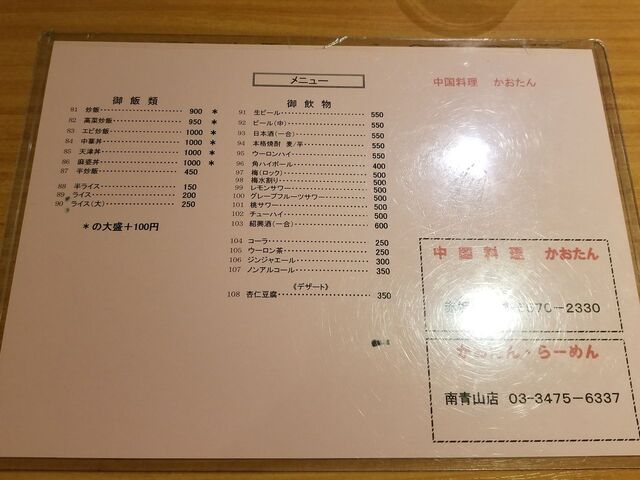 メニュー
中国料理 かおたん
御飯類
81 炒飯 900 *
82 高菜炒飯 950 *
83 エビ炒飯 1000 *
84 中華丼 1000 *
85 天津丼 1000 *
86 麻婆丼 1000 *
87 半炒飯 450
88 半ライス 150
89 ライス 200
90 ライス(大) 250
*の大盛+100円
御飲物
91 生ビール 550
92 ビール(中) 550
93 日本酒(一合) 550
94 本格焼酎 麦/芋 550
95 ウーロンハイ 550
96 角ハイボール 400
97 梅(ロック) 500
98 梅水割り 500
99 レモンサワー 500
100 グレープフルーツサワー 500
101 桃サワー 500
102 チューハイ 500
103 紹興酒(一合) 600
104 コーラ 250
105 ウーロン茶 250
106 ジンジャエール 300
107 ノンアルコール 350
《デザート》
108 杏仁豆腐 350
中国料理 かおたん
2330
かおたん・らーめん
南青山店 03-3475-6337